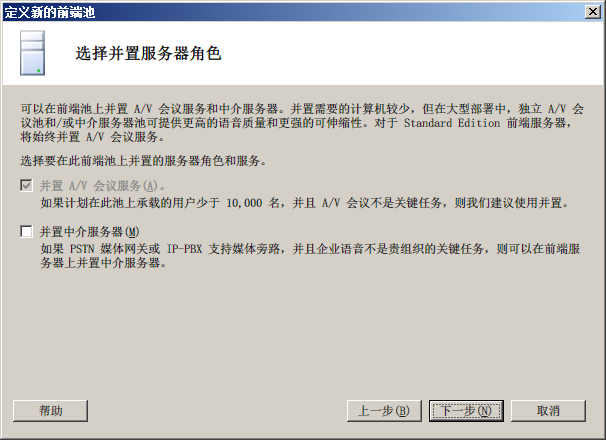 定义新的前端池
选择并置服务器角色
可以在前端池上并置 A/V 会议服务和中介服务器。并置需要的计算机较少，但在大型部署中，独立 A/V 会
议池和/或中介服务器池可提供更高的语音质量和更强的可伸缩性。对于 Standard Edition 前端服务器，
将始终并置 A/V 会议服务。
选择要在此前端池上并置的服务器角色和服务。
并置 A/V 会议服务(A)。
如果计划在此池上承载的用户少于 10,000 名，并且 A/V 会议不是关键任务，则我们建议使用并置。
并置中介服务器(M)
如果 PSTN 媒体网关或 IP-PBX 支持媒体旁路，并且企业语音不是贵组织的关键任务，则可以在前端服
务器上并置中介服务器。
帮助
上一步(B)
下一步(N)
取消